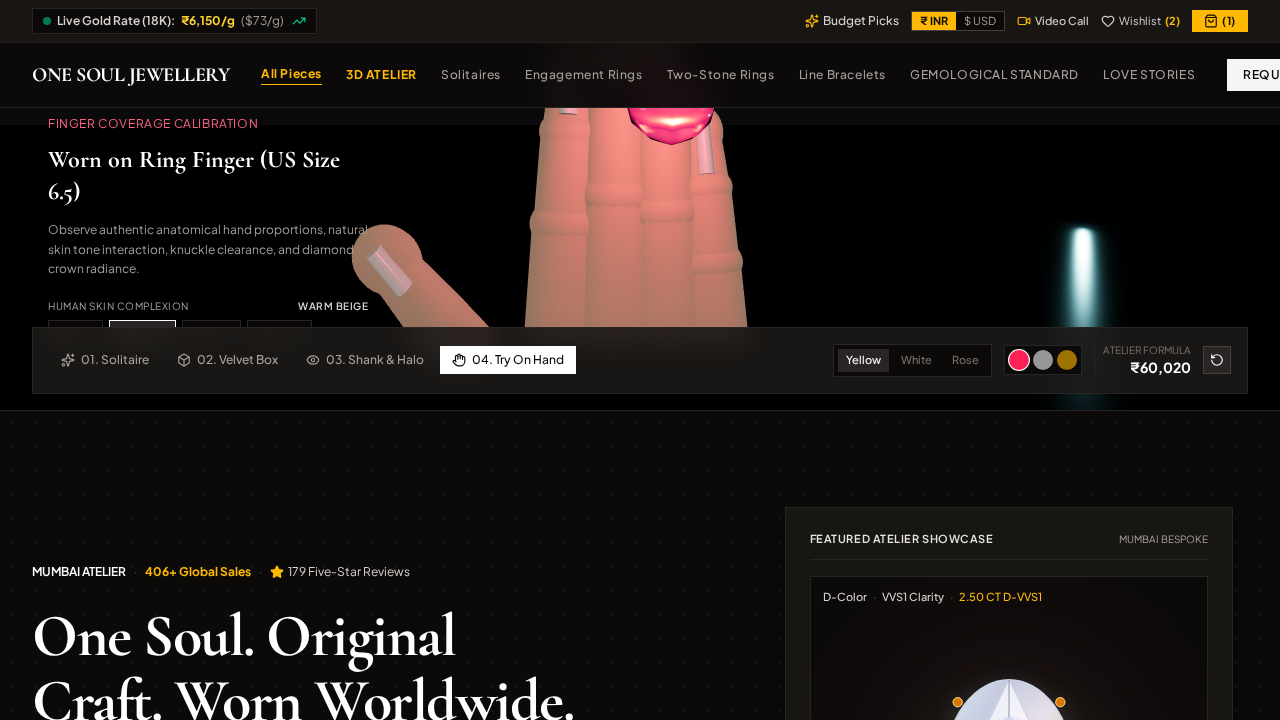 Live Gold Rate (18K): ₹6,150/g ($73/g)
Budget Picks
₹ INR $ USD
Video Call
Wishlist (2)
(1)
ONE SOUL JEWELLERY
All Pieces
3D ATELIER
Solitaires
Engagement Rings
Two-Stone Rings
Line Bracelets
GEMOLOGICAL STANDARD
LOVE STORIES
REQU
FINGER COVERAGE CALIBRATION
Worn on Ring Finger (US Size
6.5)
Observe authentic anatomical hand proportions, natural
skin tone interaction, knuckle clearance, and diamond
crown radiance.
HUMAN SKIN COMPLEXION WARM BEIGE
01. Solitaire
02. Velvet Box
03. Shank & Halo
04. Try On Hand
Yellow White Rose
ATELIER FORMULA
₹60,020
MUMBAI ATELIER · 406+ Global Sales · 179 Five-Star Reviews
One Soul. Original
Craft. Worn Worldwide.
FEATURED ATELIER SHOWCASE MUMBAI BESPOKE
D-Color · VVS1 Clarity · 2.50 CT D-VVS1